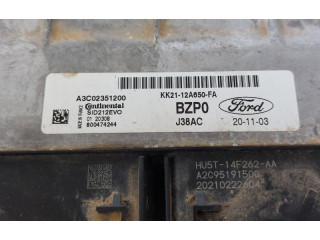 A3C02351200
Continental
SID212EVO
01 20308
800474244
KK21-12A650-FA
BZP0
J38AC
Ford
20-11-03
HU5T-14F262-AA
A2C95191500
20210222604